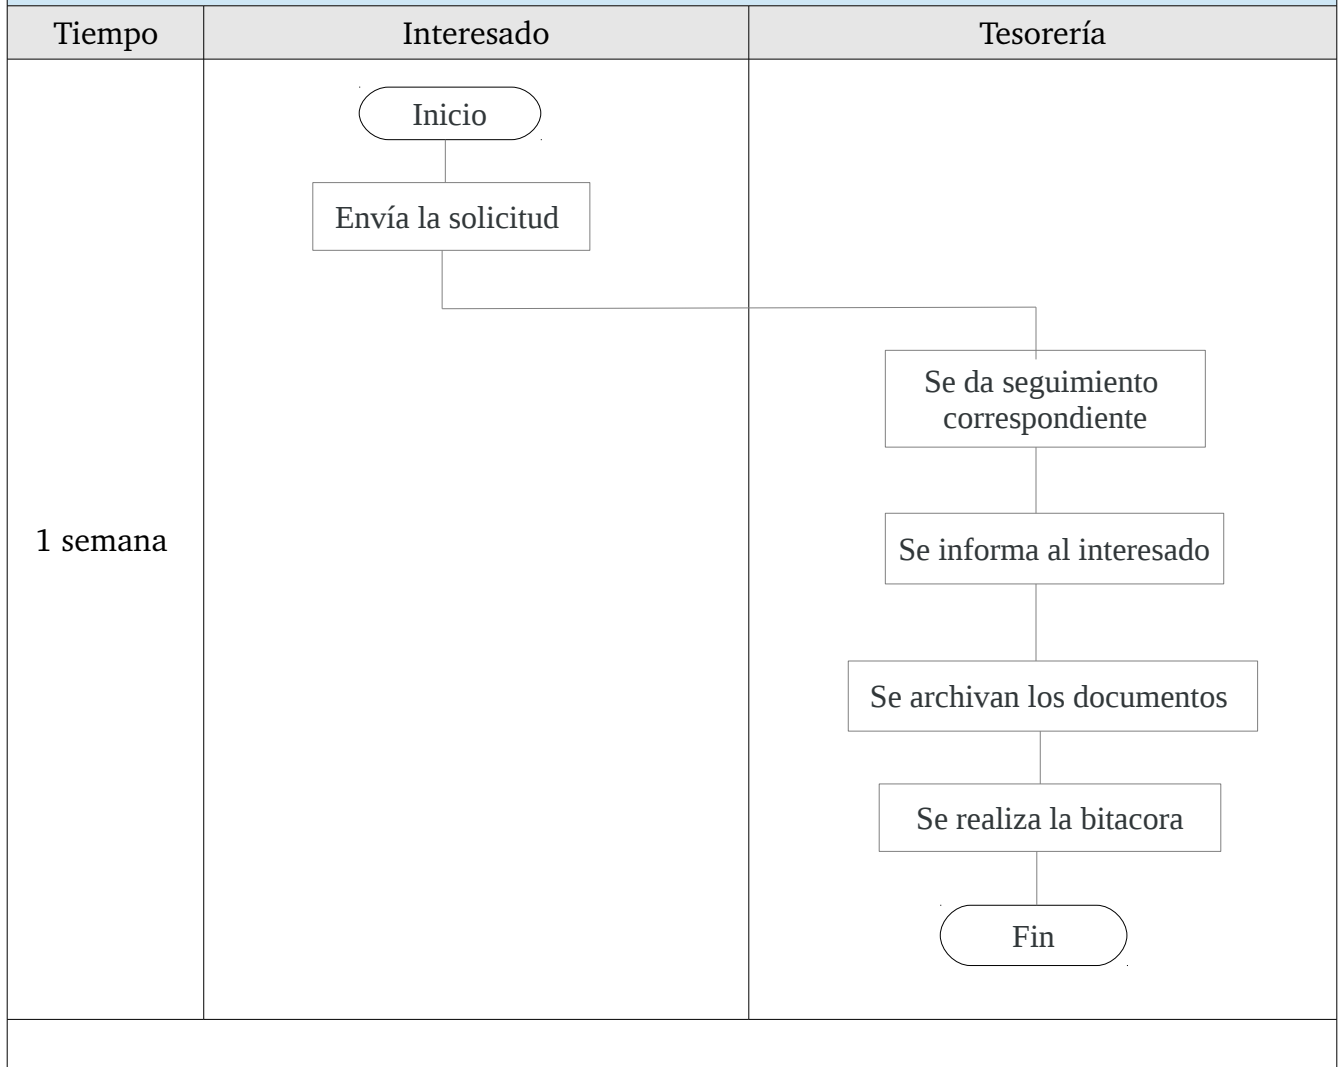 Tiempo
Interesado
Tesorería
Inicio
Envía la solicitud
Se da seguimiento
correspondiente
1 semana
Se informa al interesado
Se archivan los documentos
Se realiza la bitacora
Fin